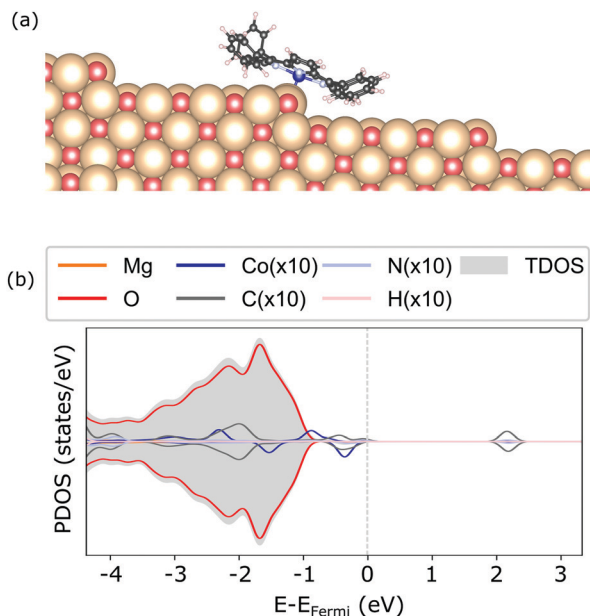 (a)
(b)
Mg Co(x10) N(x10) TDOS
O C(x10) H(x10)
PDOS (states/eV)
-4 -3 -2 -1 0 1 2 3
E-E_Fermi (eV)